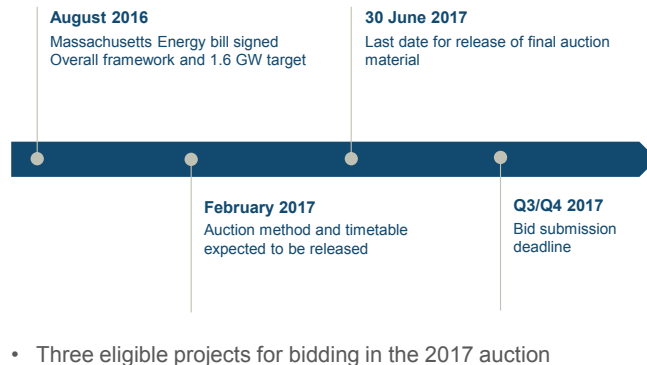 August 2016
Massachusetts Energy bill signed
Overall framework and 1.6 GW target
30 June 2017
Last date for release of final auction
material
February 2017
Auction method and timetable
expected to be released
Q3/Q4 2017
Bid submission
deadline
• Three eligible projects for bidding in the 2017 auction